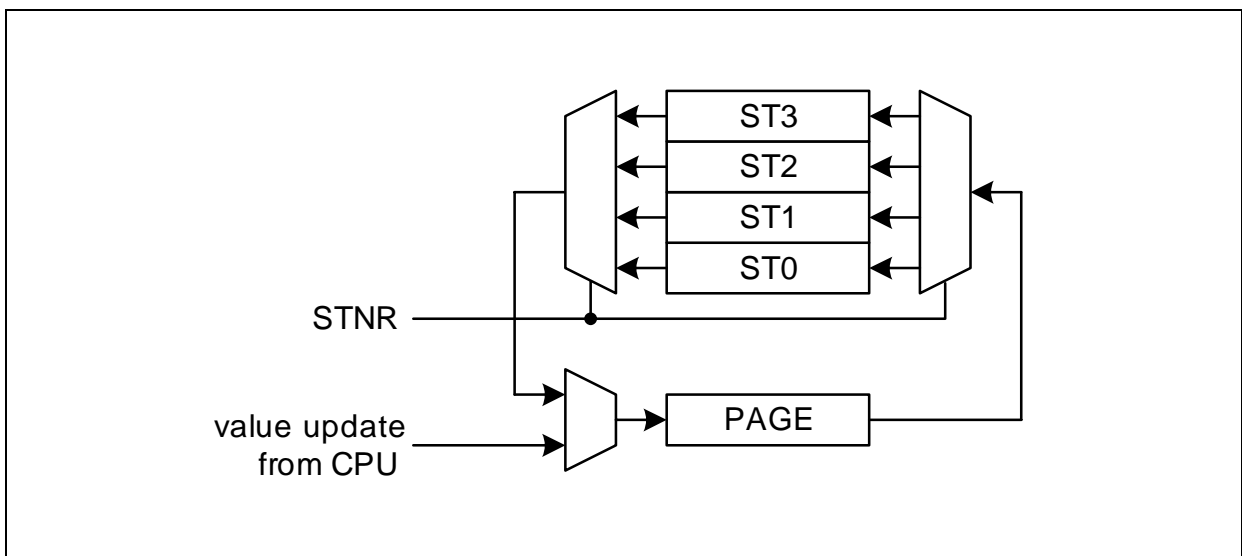 ST3
ST2
ST1
ST0
STNR
value update
from CPU
PAGE